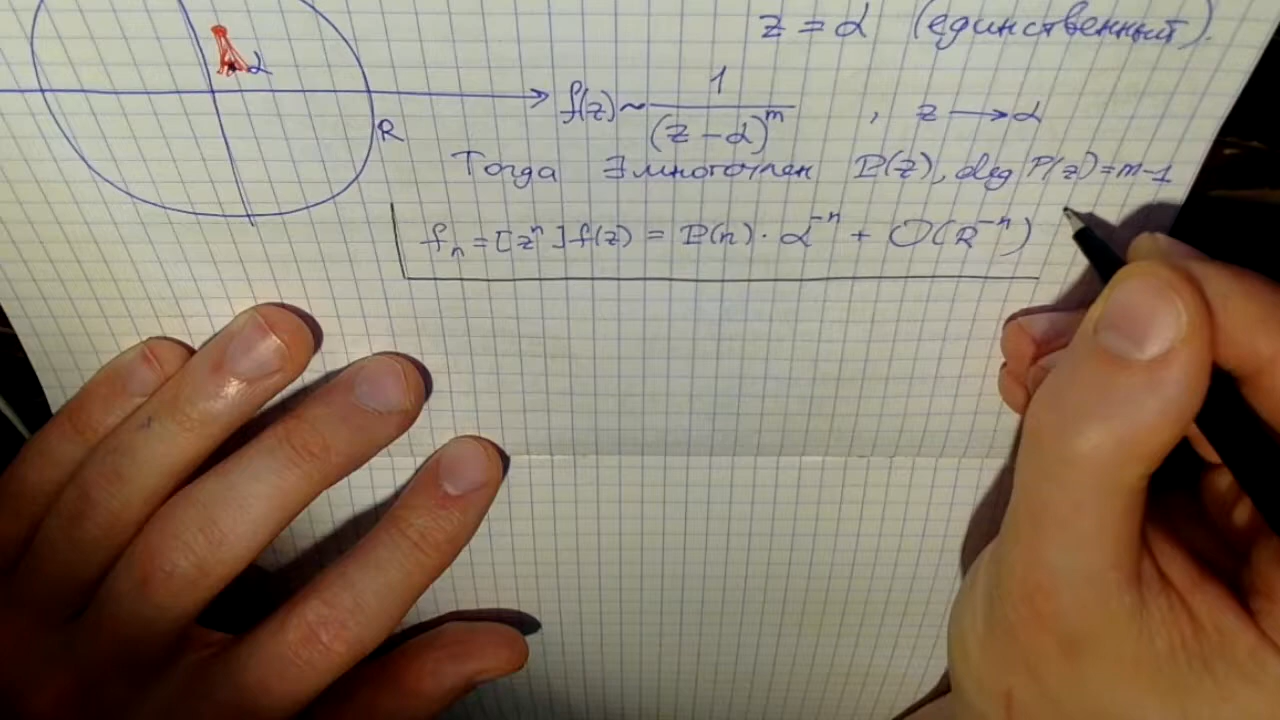 z = α (единственный).
α
f(z) ~ 1/(z-α)^m , z → α
R
Тогда ∃ многочлен P(z), deg P(z)=m-1
f_n = [z^n]f(z) = P(n)·α^{-n} + O(R^{-n})